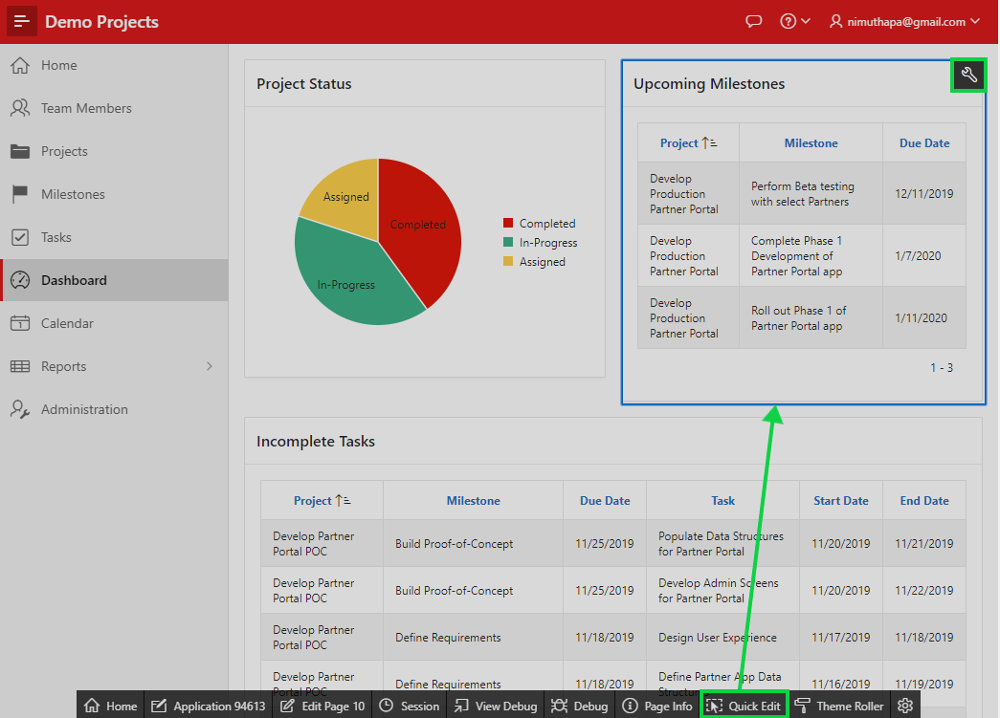 Demo Projects
nimuthapa@gmail.com
Home
Team Members
Projects
Milestones
Tasks
Dashboard
1 Calendar
Reports
Administration
Project Status
Assigned
Completed
In-Progress
Completed
In-Progress
Assigned
Upcoming Milestones
Project Milestone Due Date
Develop
Production
Partner Portal
Perform Beta testing
with select Partners
12/11/2019
Develop
Production
Partner Portal
Complete Phase 1
Development of
Partner Portal app
1/7/2020
Develop
Production
Partner Portal
Roll out Phase 1 of
Partner Portal app
1/11/2020
1 - 3
Incomplete Tasks
Project Milestone Due Date Task Start Date End Date
Develop Partner
Portal POC
Build Proof-of-Concept
11/25/2019
Populate Data Structures
for Partner Portal
11/20/2019
11/21/2019
Develop Partner
Portal POC
Build Proof-of-Concept
11/25/2019
Develop Admin Screens
for Partner Portal
11/20/2019
11/22/2019
Develop Partner
Portal POC
Define Requirements
11/18/2019
Design User Experience
11/17/2019
11/18/2019
Develop Partner
Portal POC
Define Requirements
11/18/2019
Define Partner App Data
11/16/2019
11/19/2019
Home Application 94613 Edit Page 10 Session View Debug Debug Page Info Quick Edit Theme Roller